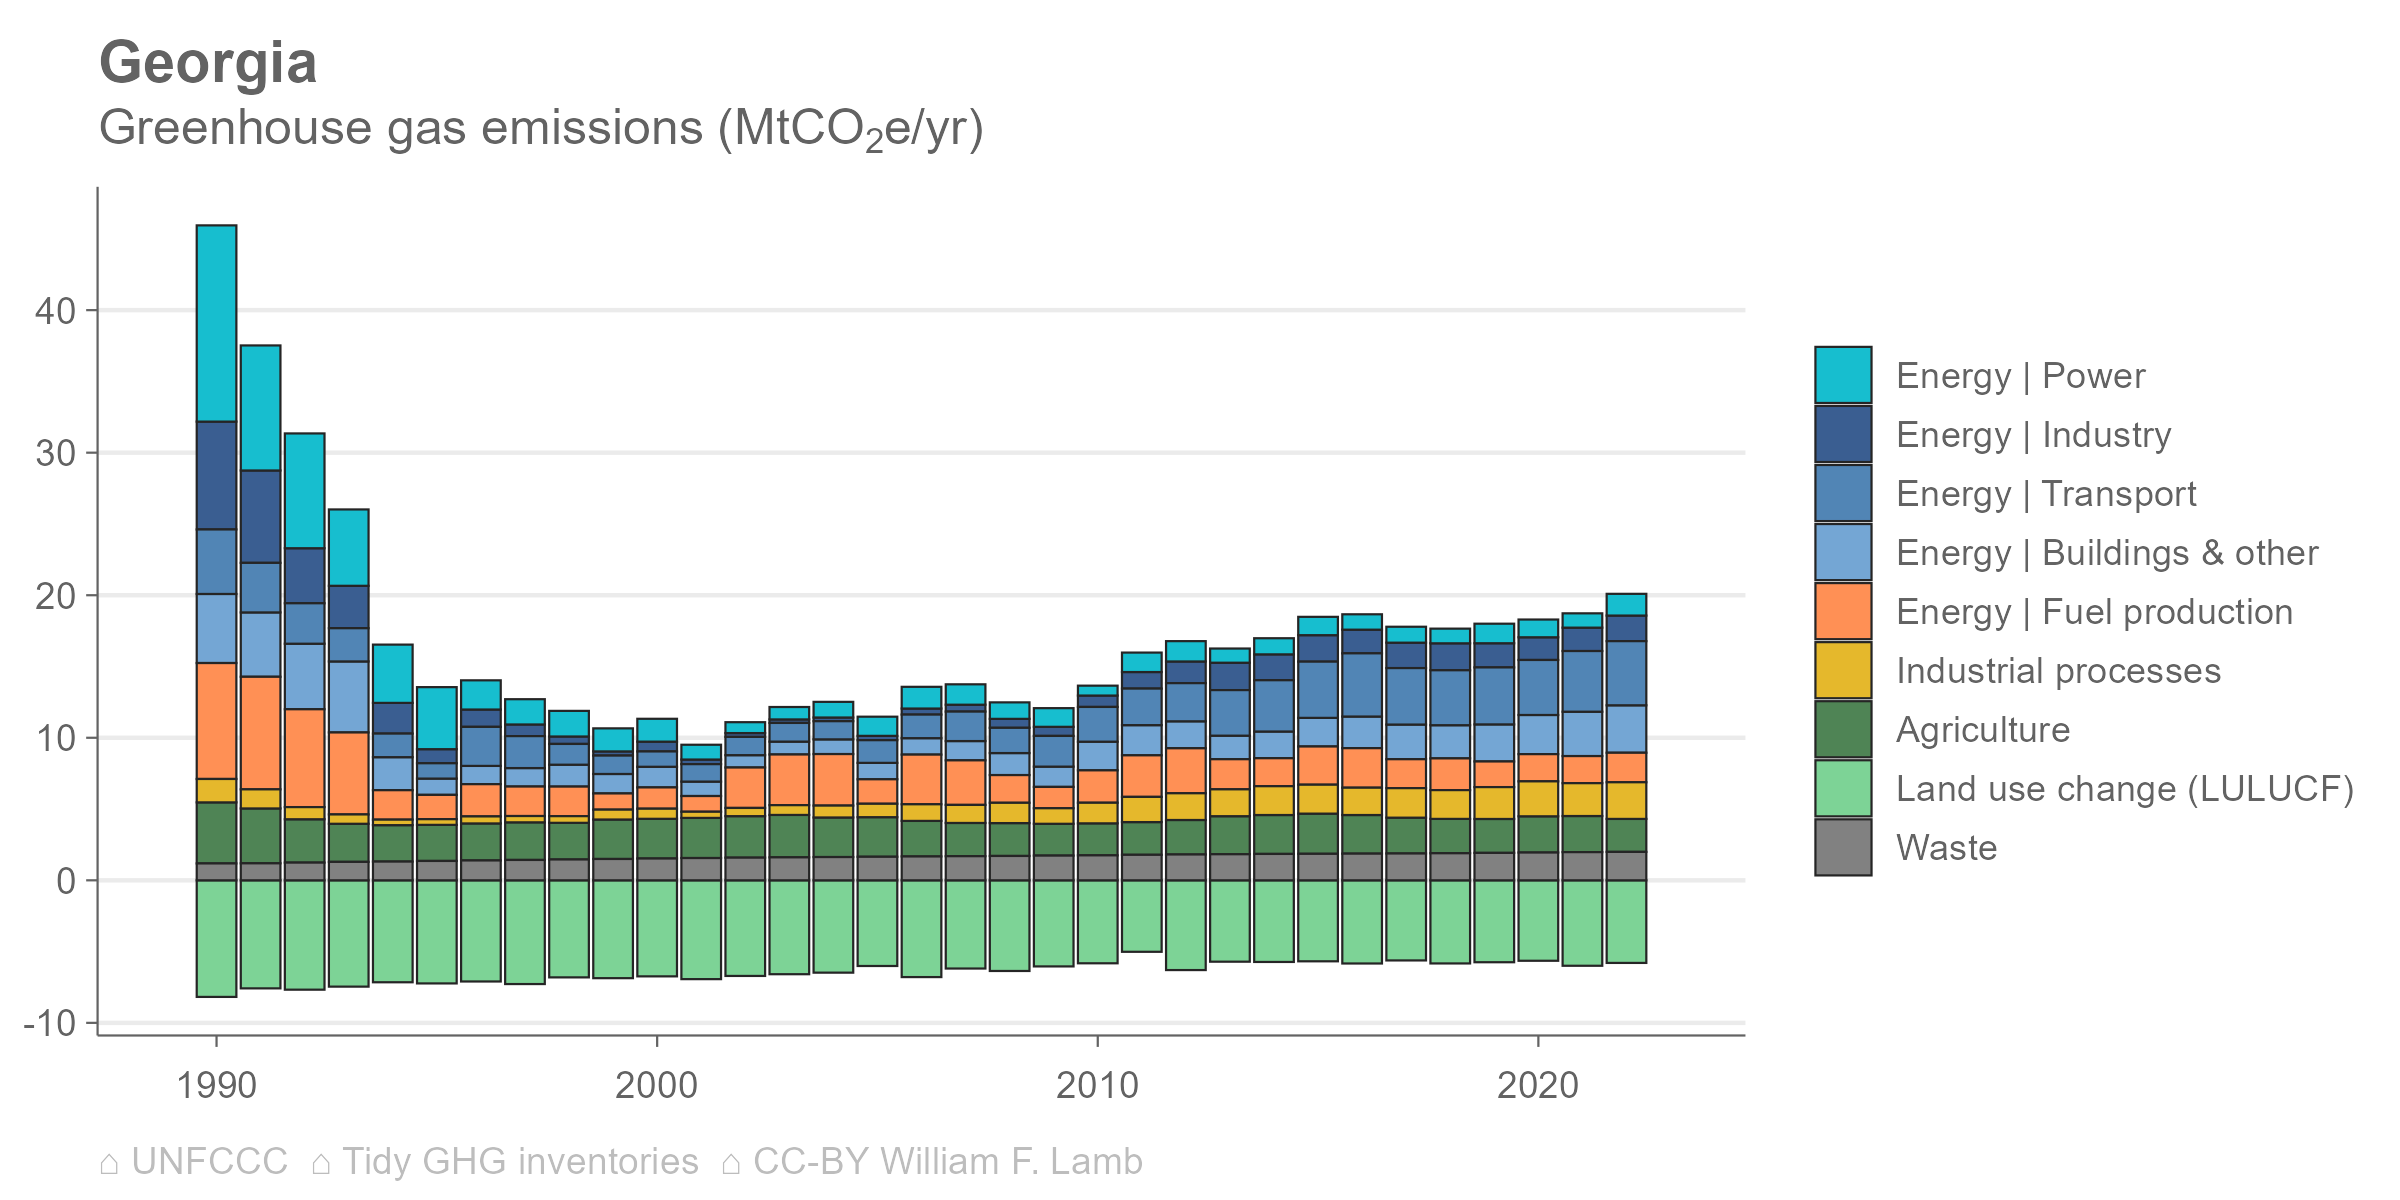 Georgia
Greenhouse gas emissions (MtCO₂e/yr)
40
30
20
10
0
-10
1990
2000
2010
2020
Energy | Power
Energy | Industry
Energy | Transport
Energy | Buildings & other
Energy | Fuel production
Industrial processes
Agriculture
Land use change (LULUCF)
Waste
⌂ UNFCCC ⌂ Tidy GHG inventories ⌂ CC-BY William F. Lamb